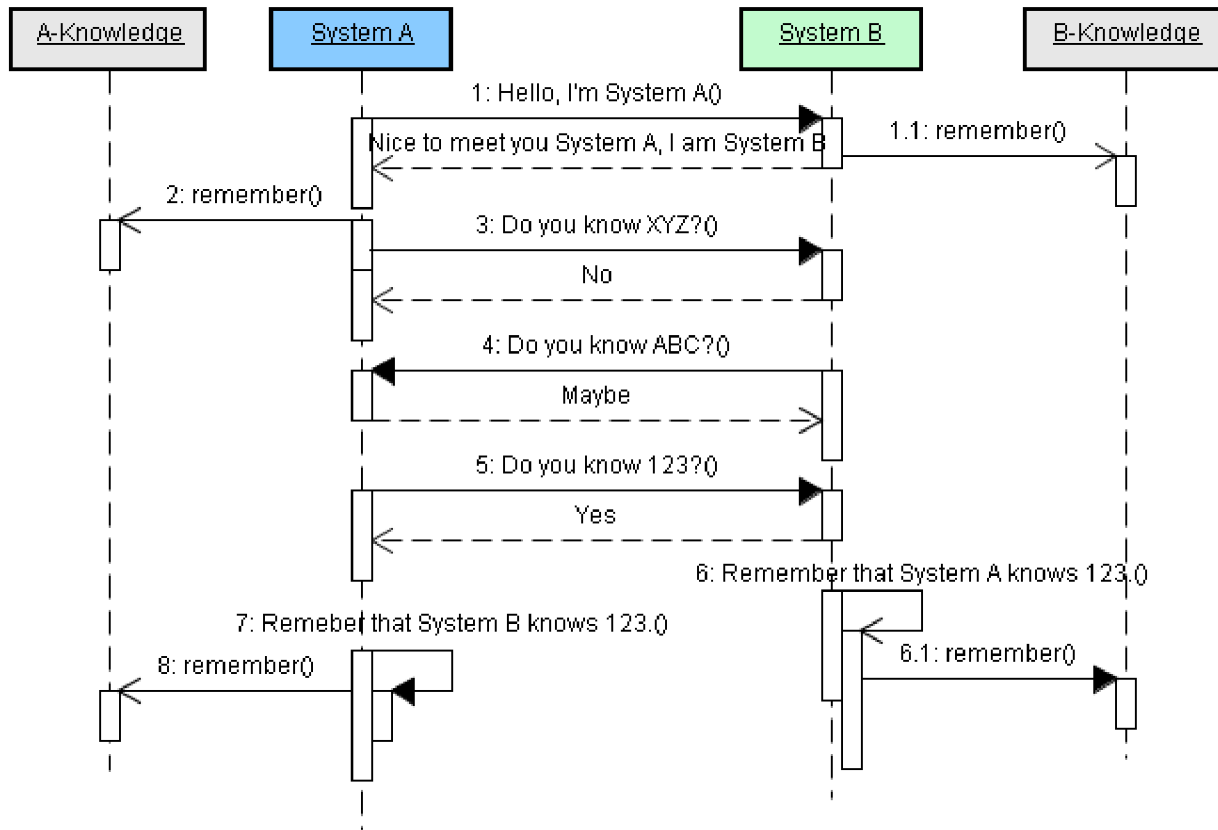 A-Knowledge
System A
System B
B-Knowledge
1: Hello, I'm System A()
Nice to meet you System A, I am System B
1.1: remember()
2: remember()
3: Do you know XYZ?()
No
4: Do you know ABC?()
Maybe
5: Do you know 123?()
Yes
6: Remember that System A knows 123.()
7: Remeber that System B knows 123.()
8: remember()
6.1: remember()